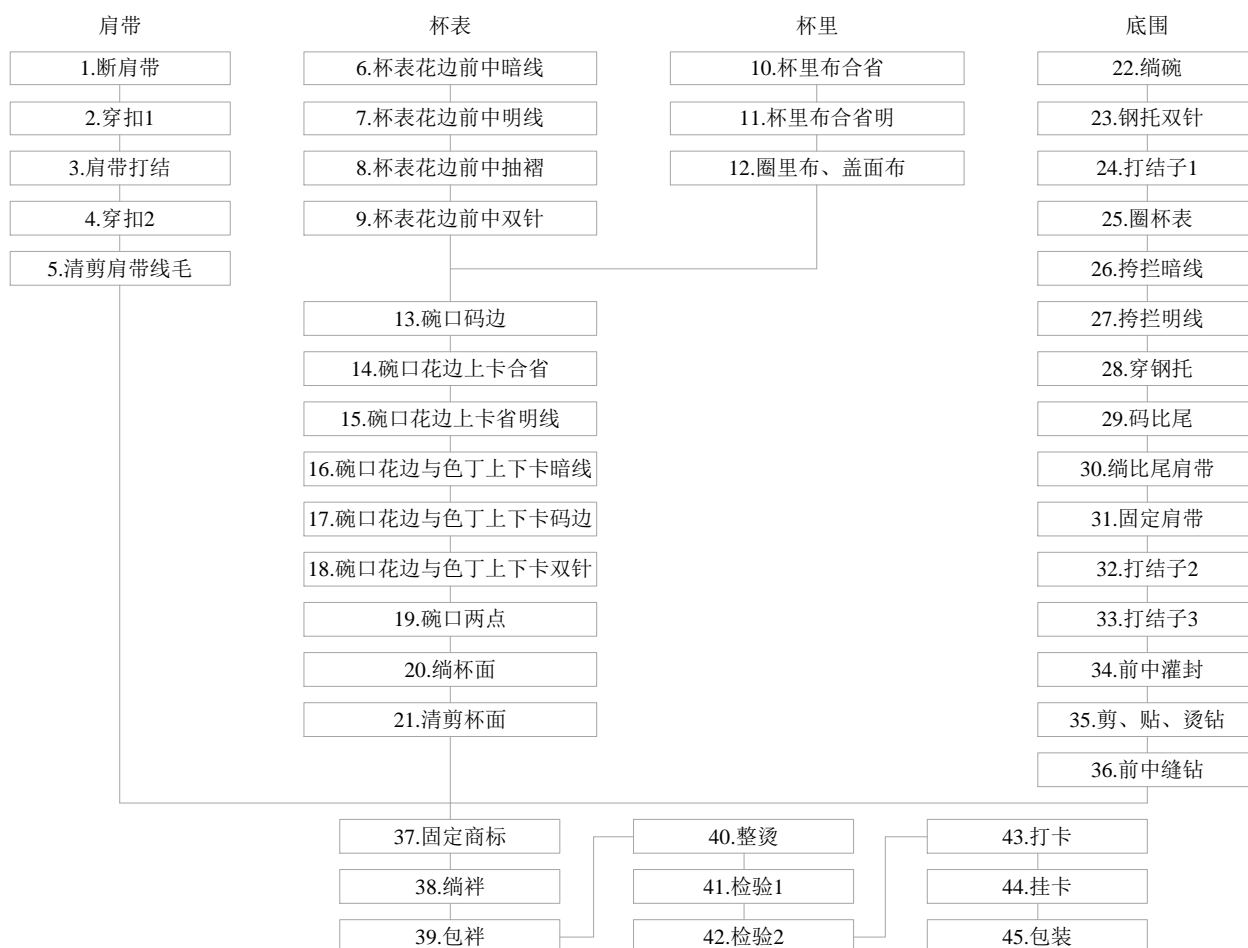 肩带
1.断肩带
2.穿扣1
3.肩带打结
4.穿扣2
5.清剪肩带线毛
杯表
6.杯表花边前中暗线
7.杯表花边前中明线
8.杯表花边前中抽褶
9.杯表花边前中双针
杯里
10.杯里布合省
11.杯里布合省明
12.圈里布、盖面布
13.碗口码边
14.碗口花边上卡合省
15.碗口花边上卡省明线
16.碗口花边与色丁上下卡暗线
17.碗口花边与色丁上下卡码边
18.碗口花边与色丁上下卡双针
19.碗口两点
20.绱杯面
21.清剪杯面
底围
22.绱碗
23.钢托双针
24.打结子1
25.圈杯表
26.挎拦暗线
27.挎拦明线
28.穿钢托
29.码比尾
30.绱比尾肩带
31.固定肩带
32.打结子2
33.打结子3
34.前中灌封
35.剪、贴、烫钻
36.前中缝钻
37.固定商标
38.绱袢
39.包袢
40.整烫
41.检验1
42.检验2
43.打卡
44.挂卡
45.包装